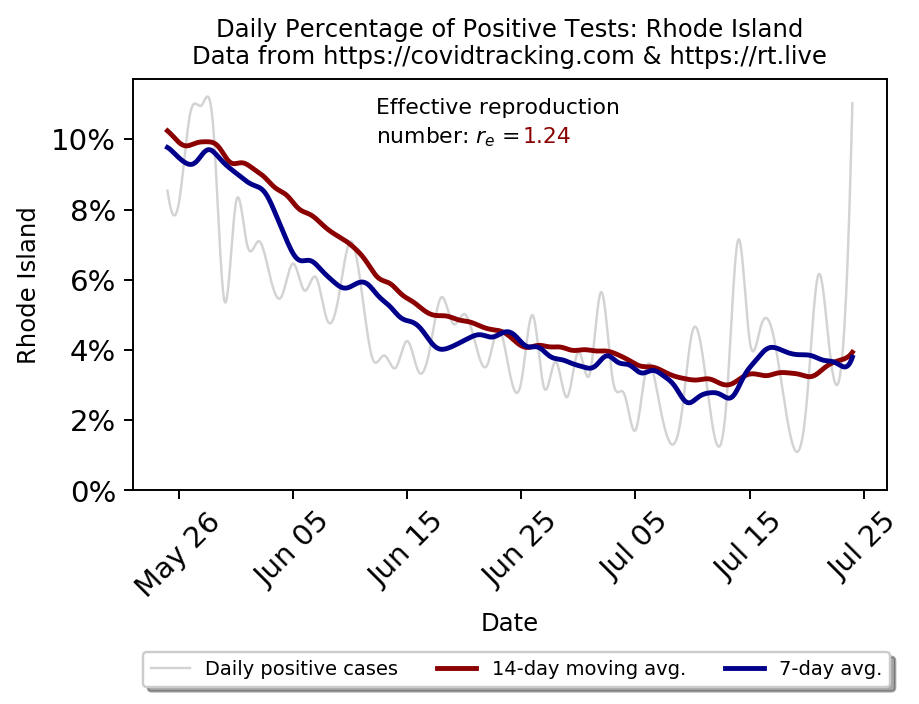 Daily Percentage of Positive Tests: Rhode Island
Data from https://covidtracking.com & https://rt.live
Effective reproduction
number: rₑ =1.24
Rhode Island
10%
8%
6%
4%
2%
0%
May 26
Jun 05
Jun 15
Jun 25
Jul 05
Jul 15
Jul 25
Date
Daily positive cases
14-day moving avg.
7-day avg.